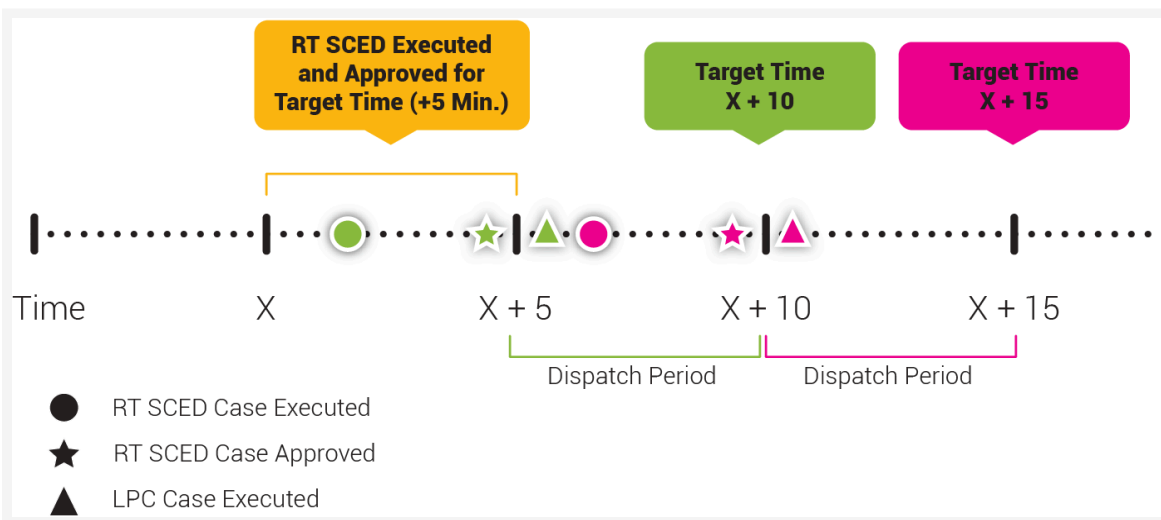 RT SCED Executed
and Approved for
Target Time (+5 Min.)
Target Time
X + 10
Target Time
X + 15
Time
X
X + 5
X + 10
X + 15
Dispatch Period
Dispatch Period
RT SCED Case Executed
RT SCED Case Approved
LPC Case Executed